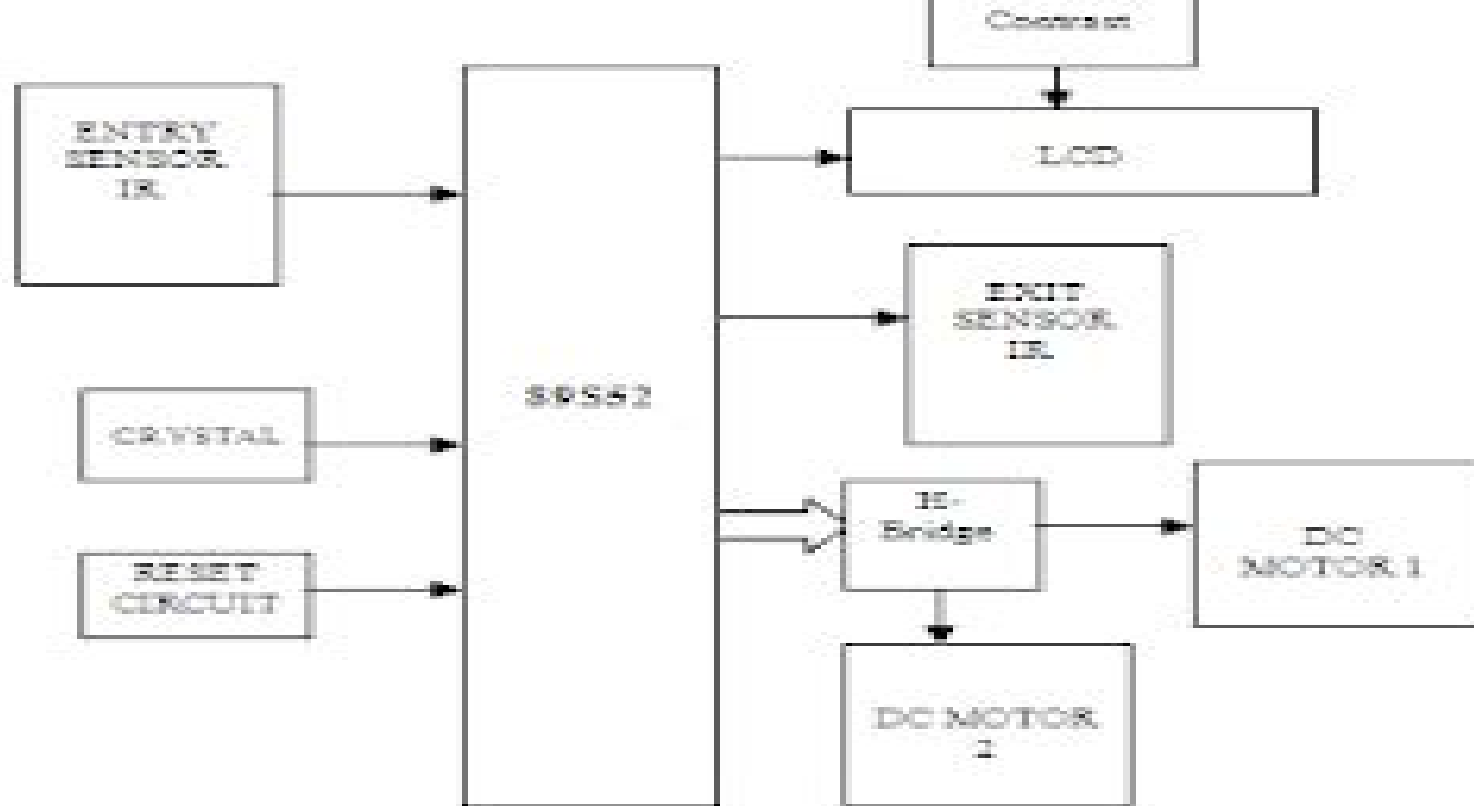 Contrast
ENTRY
SENSOR
IR
LCD
EXIT
SENSOR
IR
89S52
CRYSTAL
H-
Bridge
DC
MOTOR 1
RESET
CIRCUIT
DC MOTOR
2